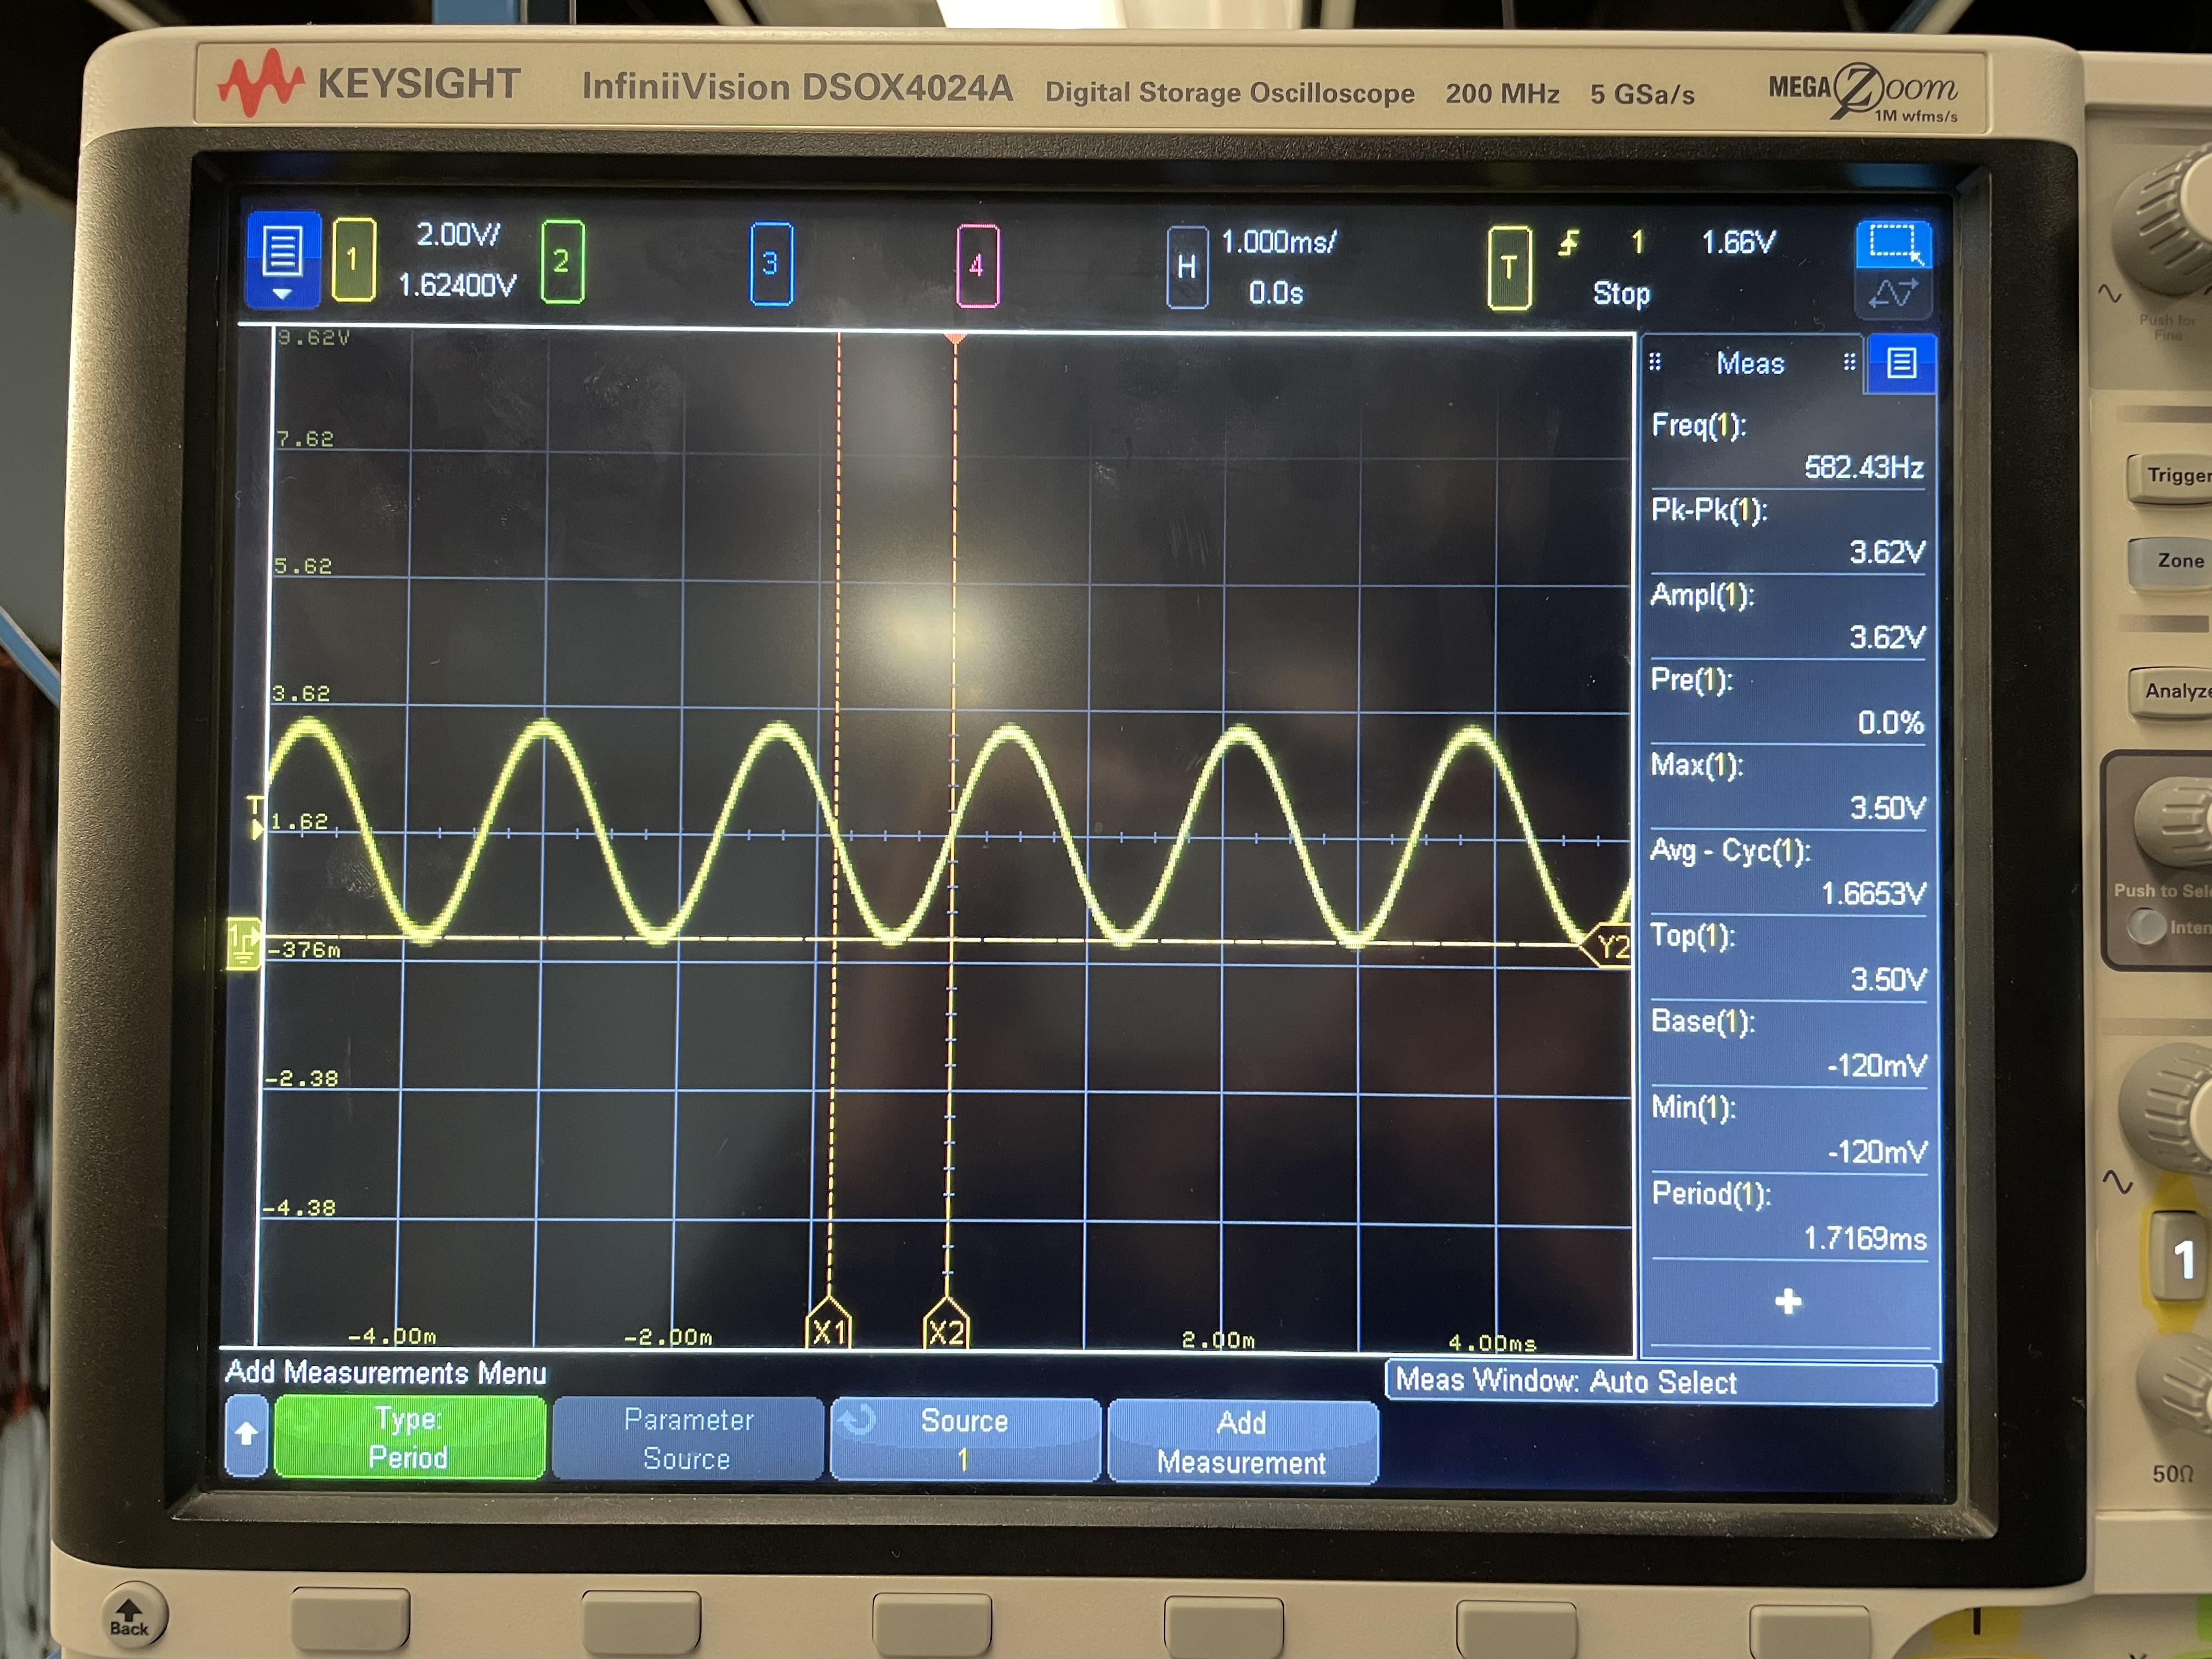 KEYSIGHT InfiniiVision DSOX4024A Digital Storage Oscilloscope 200 MHz 5 GSa/s MEGA Zoom
1M wfms/s
1 2.00V/ 2 3 4 H 1.000ms/ T 1 1.66V
1.62400V 0.0s Stop
Push for
Fine
9.62V
7.62
5.62
3.62
T
1.62
-376m
-2.38
-4.38
1
Y2
X1 X2
-4.00m -2.00m 2.00m 4.00ms
Meas
Freq(1):
582.43Hz
Pk-Pk(1):
3.62V
Ampl(1):
3.62V
Pre(1):
0.0%
Max(1):
3.50V
Avg - Cyc(1):
1.6653V
Top(1):
3.50V
Base(1):
-120mV
Min(1):
-120mV
Period(1):
1.7169ms
+
Trigger
Zone
Analyze
Push to Sele
Inten
1
50Ω
Add Measurements Menu
Meas Window: Auto Select
Type:
Period
Parameter
Source
Source
1
Add
Measurement
Back